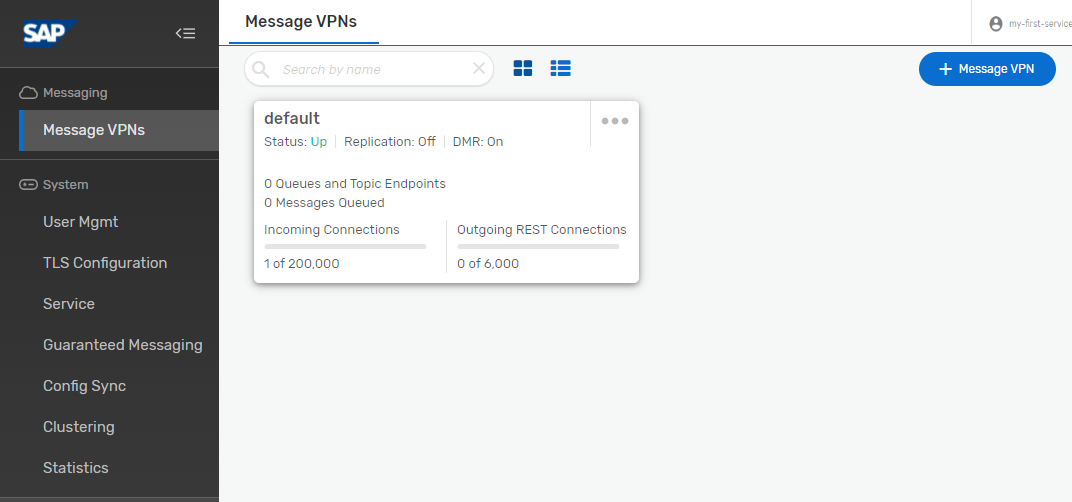 SAP
Messaging
Message VPNs
System
User Mgmt
TLS Configuration
Service
Guaranteed Messaging
Config Sync
Clustering
Statistics
Message VPNs
my-first-service
Search by name
Message VPN
default
Status: Up Replication: Off DMR: On
0 Queues and Topic Endpoints
0 Messages Queued
Incoming Connections
1 of 200,000
Outgoing REST Connections
0 of 6,000